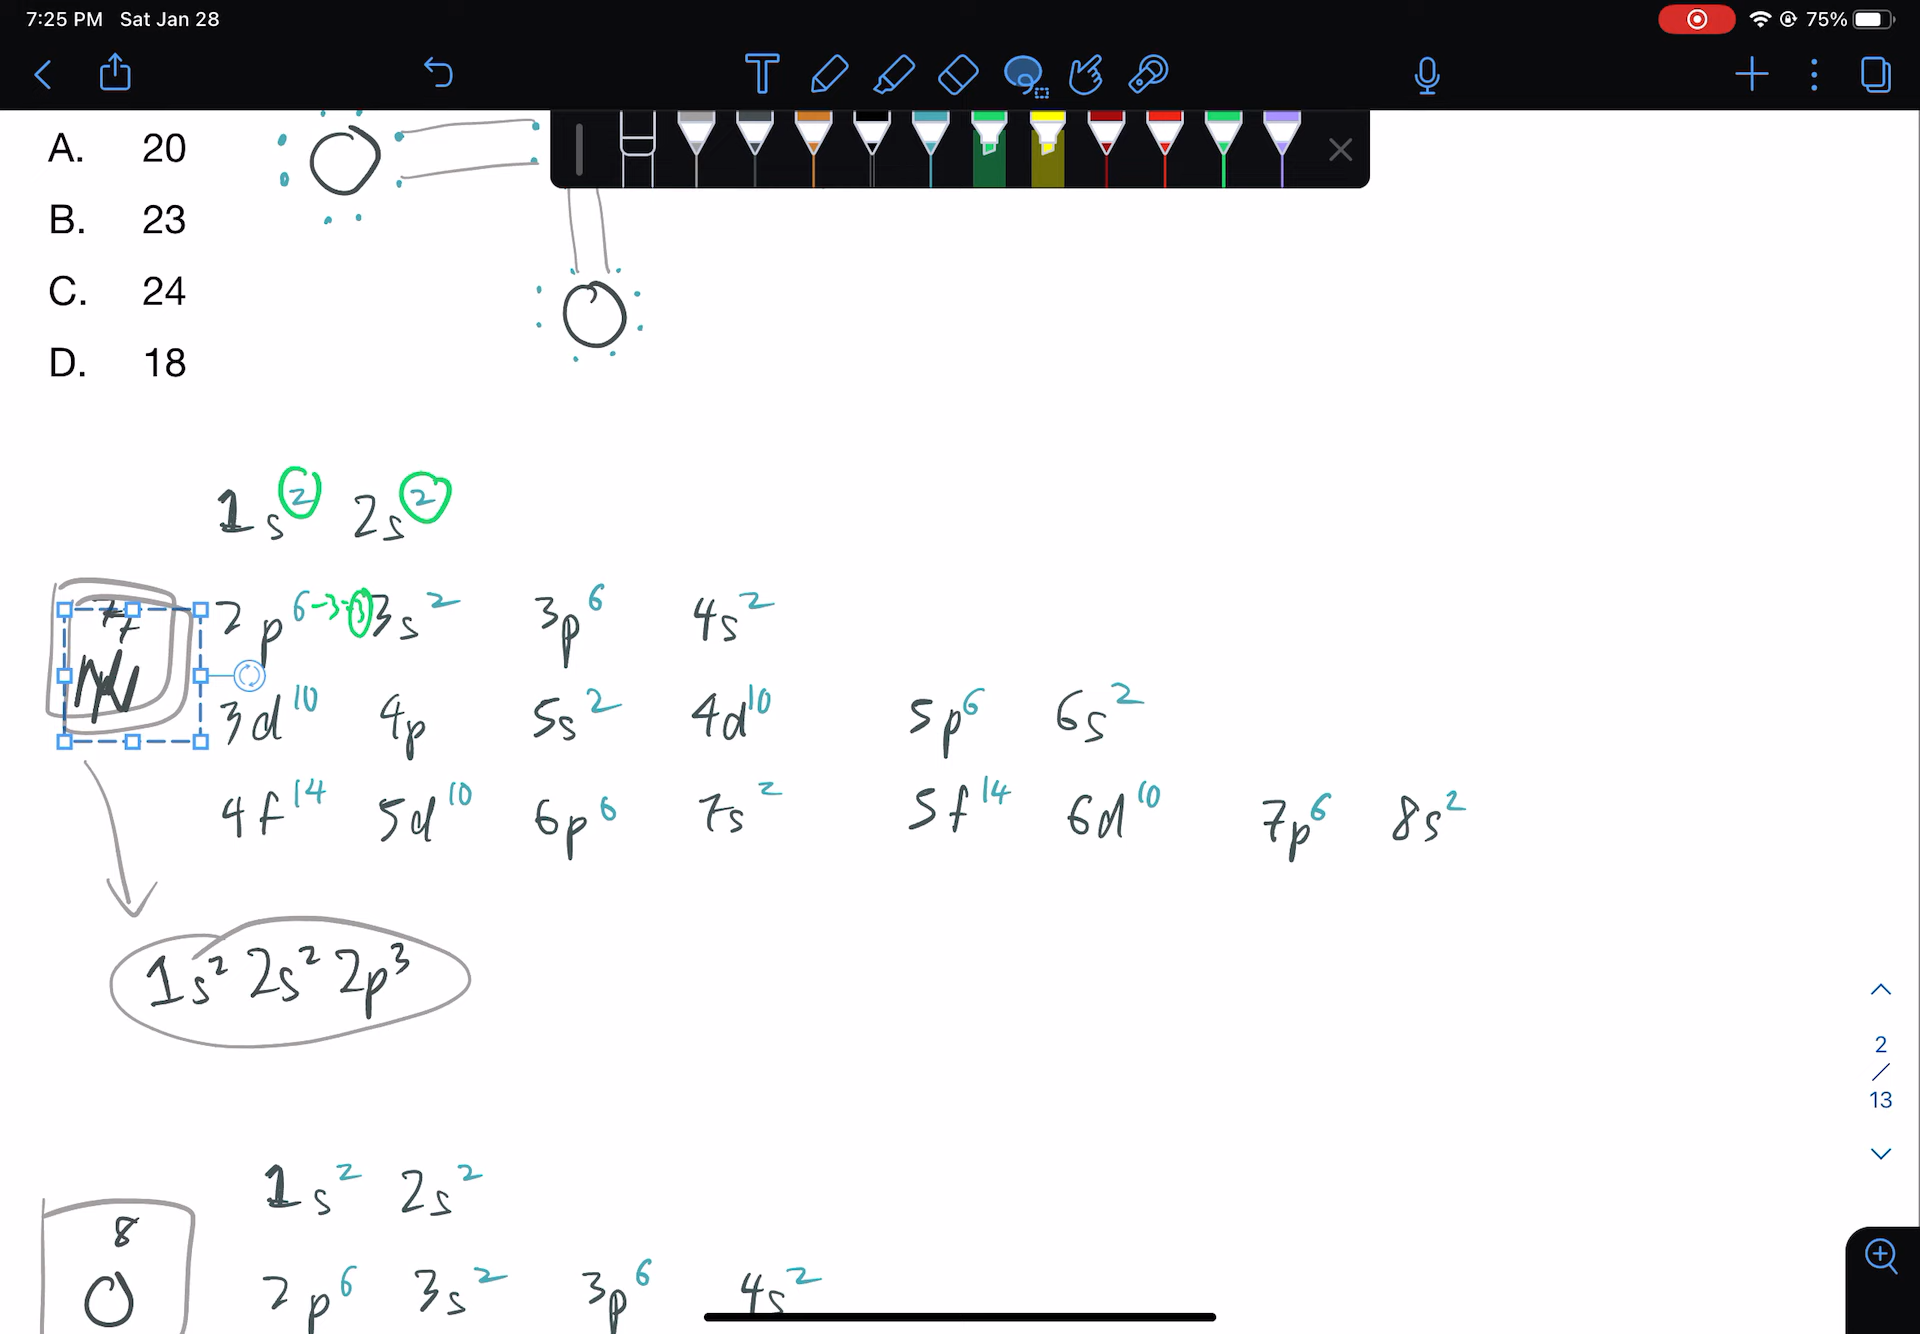 7:25 PM Sat Jan 28 75%
A. 20
B. 23
C. 24
D. 18
1s² 2s²
7
N
2p⁶ -3=3 3s² 3p⁶ 4s²
3d¹⁰ 4p 5s² 4d¹⁰ 5p⁶ 6s²
4f¹⁴ 5d¹⁰ 6p⁶ 7s² 5f¹⁴ 6d¹⁰ 7p⁶ 8s²
1s² 2s² 2p³
2
/
13
1s² 2s²
8
O
2p⁶ 3s² 3p⁶ 4s²